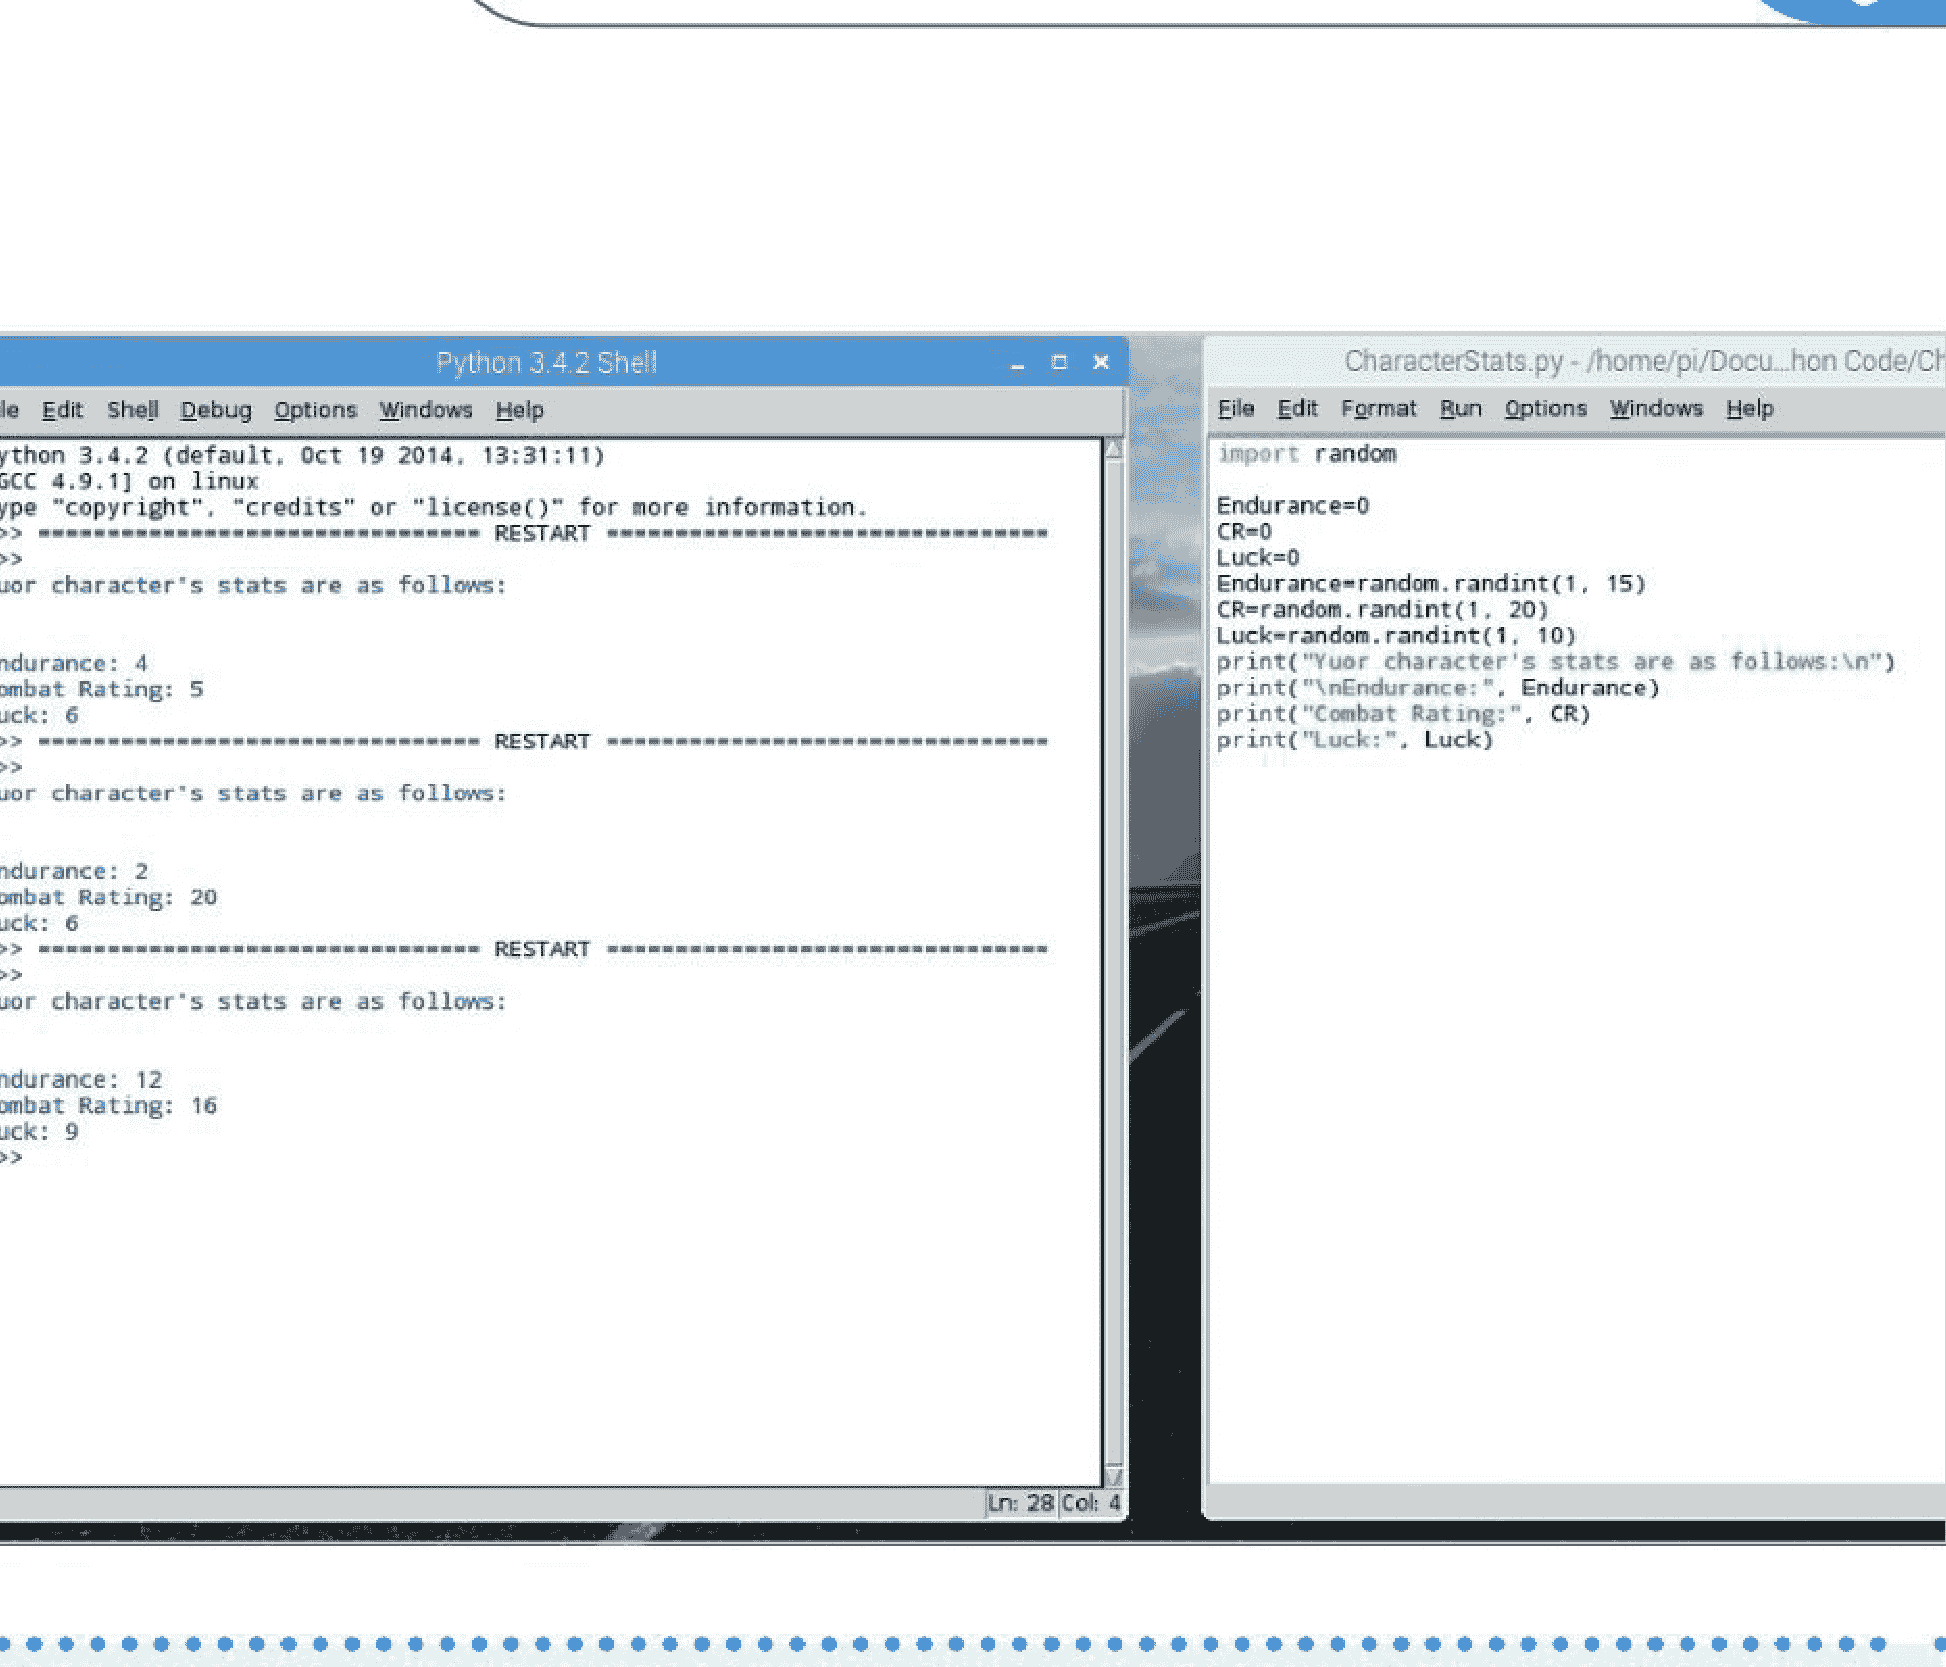 Python 3.4.2 Shell
le Edit Shell Debug Options Windows Help
ython 3.4.2 (default, Oct 19 2014, 13:31:11)
GCC 4.9.1] on linux
ype "copyright", "credits" or "license()" for more information.
>> ================================ RESTART ================================
>>
uor character's stats are as follows:
ndurance: 4
ombat Rating: 5
uck: 6
>> ================================ RESTART ================================
>>
uor character's stats are as follows:
ndurance: 2
ombat Rating: 20
uck: 6
>> ================================ RESTART ================================
>>
uor character's stats are as follows:
ndurance: 12
ombat Rating: 16
uck: 9
>>
Ln: 28 Col: 4
CharacterStats.py - /home/pi/Docu...hon Code/Ch
File Edit Format Run Options Windows Help
import random
Endurance=0
CR=0
Luck=0
Endurance=random.randint(1, 15)
CR=random.randint(1, 20)
Luck=random.randint(1, 10)
print("Yuor character's stats are as follows:\n")
print("\nEndurance:", Endurance)
print("Combat Rating:", CR)
print("Luck:", Luck)